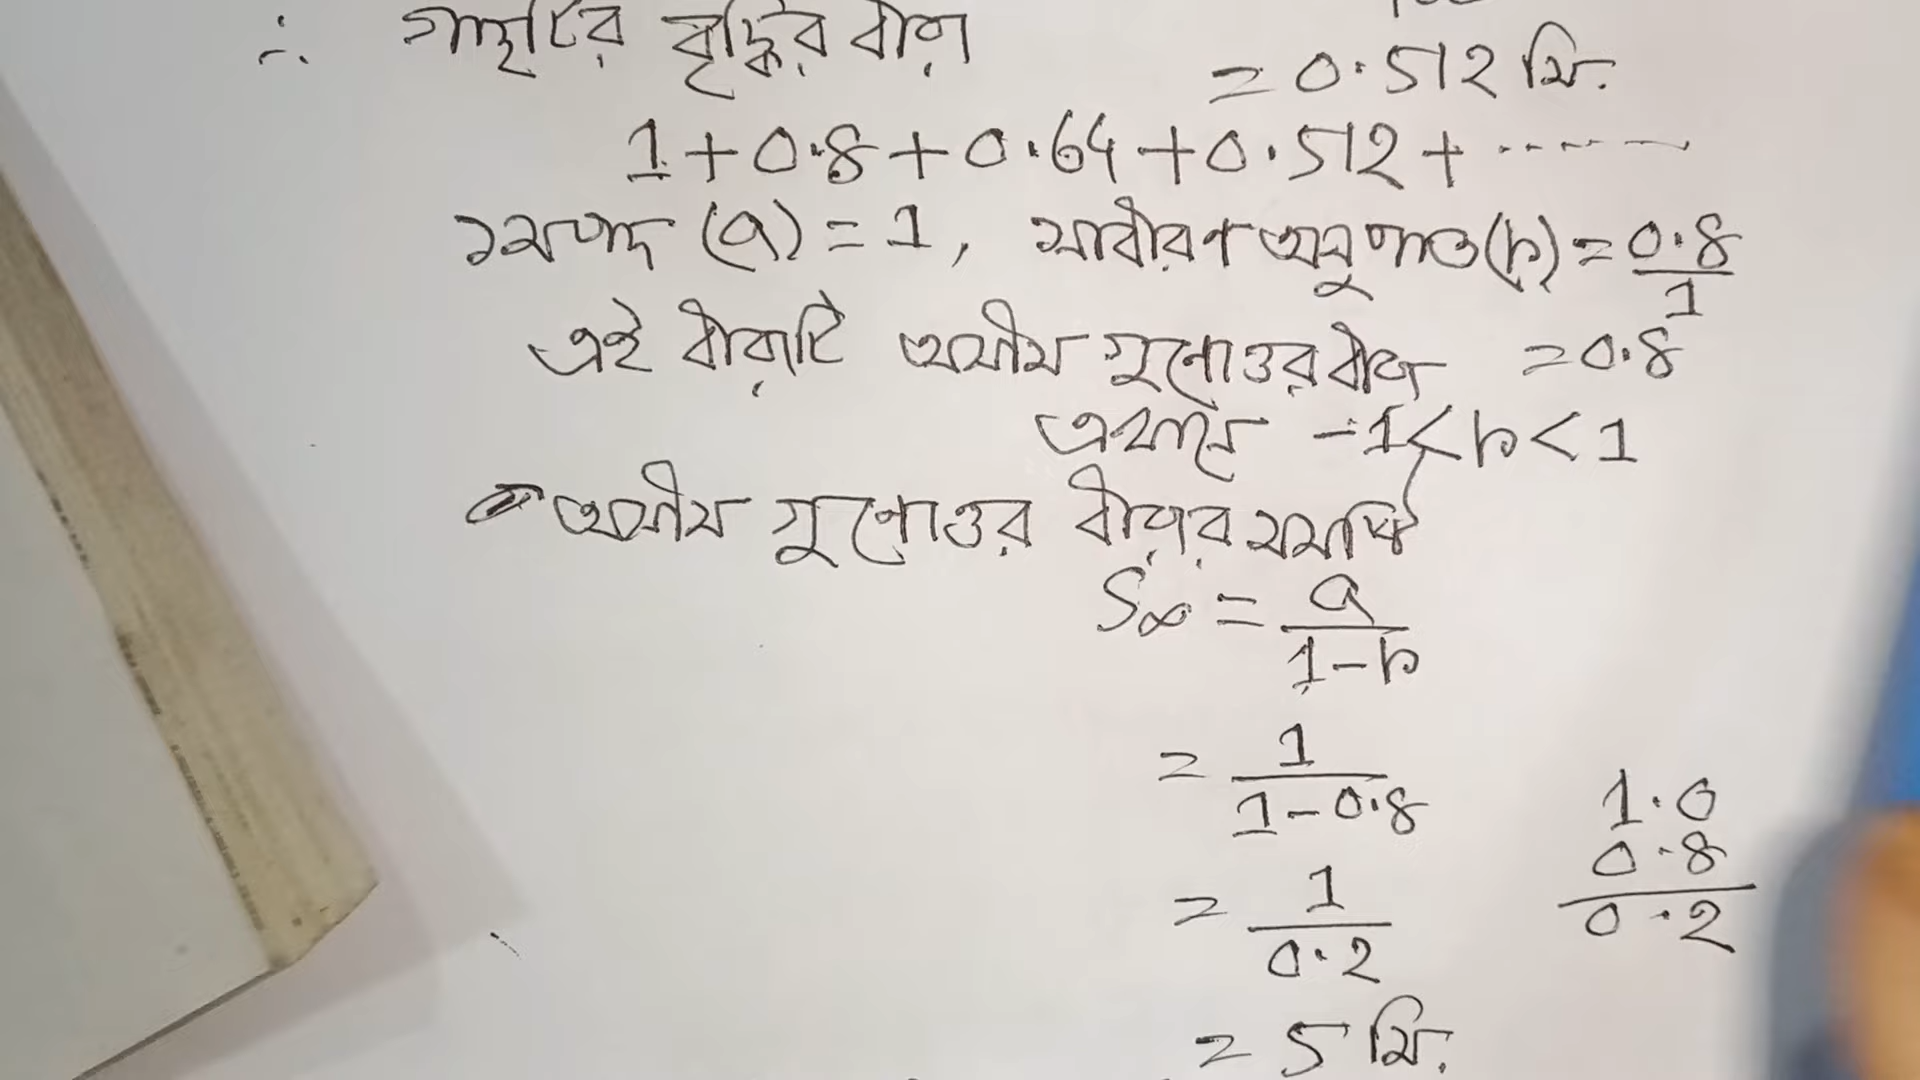 ∴ গাছটির বৃদ্ধির ধারা
= 0.512 মি.
1+0.8+0.64+0.512+......
১ম পদ (a) = 1, সাধারণ অনুপাত (r) = 0.8/1
এই ধারাটি অসীম গুণোত্তর ধারা = 0.8
এখানে -1<r<1
অসীম গুণোত্তর ধারার সমষ্টি
S∞ = a/1-r
= 1/1-0.8
1.0
0.8
0.2
= 1/0.2
= 5 মি.